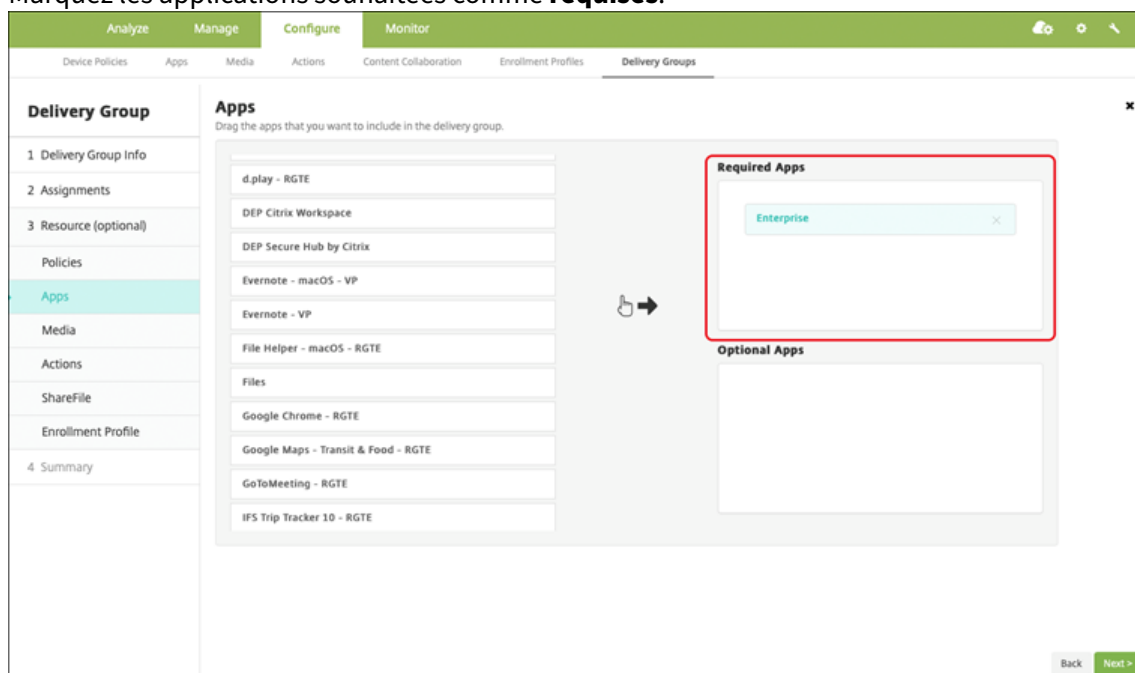 Marquez les applications souhaitées comme requises.
Analyze Manage Configure Monitor
Device Policies Apps Media Actions Content Collaboration Enrollment Profiles Delivery Groups
Delivery Group
1 Delivery Group Info
2 Assignments
3 Resource (optional)
Policies
Apps
Media
Actions
ShareFile
Enrollment Profile
4 Summary
Apps
Drag the apps that you want to include in the delivery group.
d.play - RGTE
DEP Citrix Workspace
DEP Secure Hub by Citrix
Evernote - macOS - VP
Evernote - VP
File Helper - macOS - RGTE
Files
Google Chrome - RGTE
Google Maps - Transit & Food - RGTE
GoToMeeting - RGTE
IFS Trip Tracker 10 - RGTE
Required Apps
Enterprise
Optional Apps
Back Next >